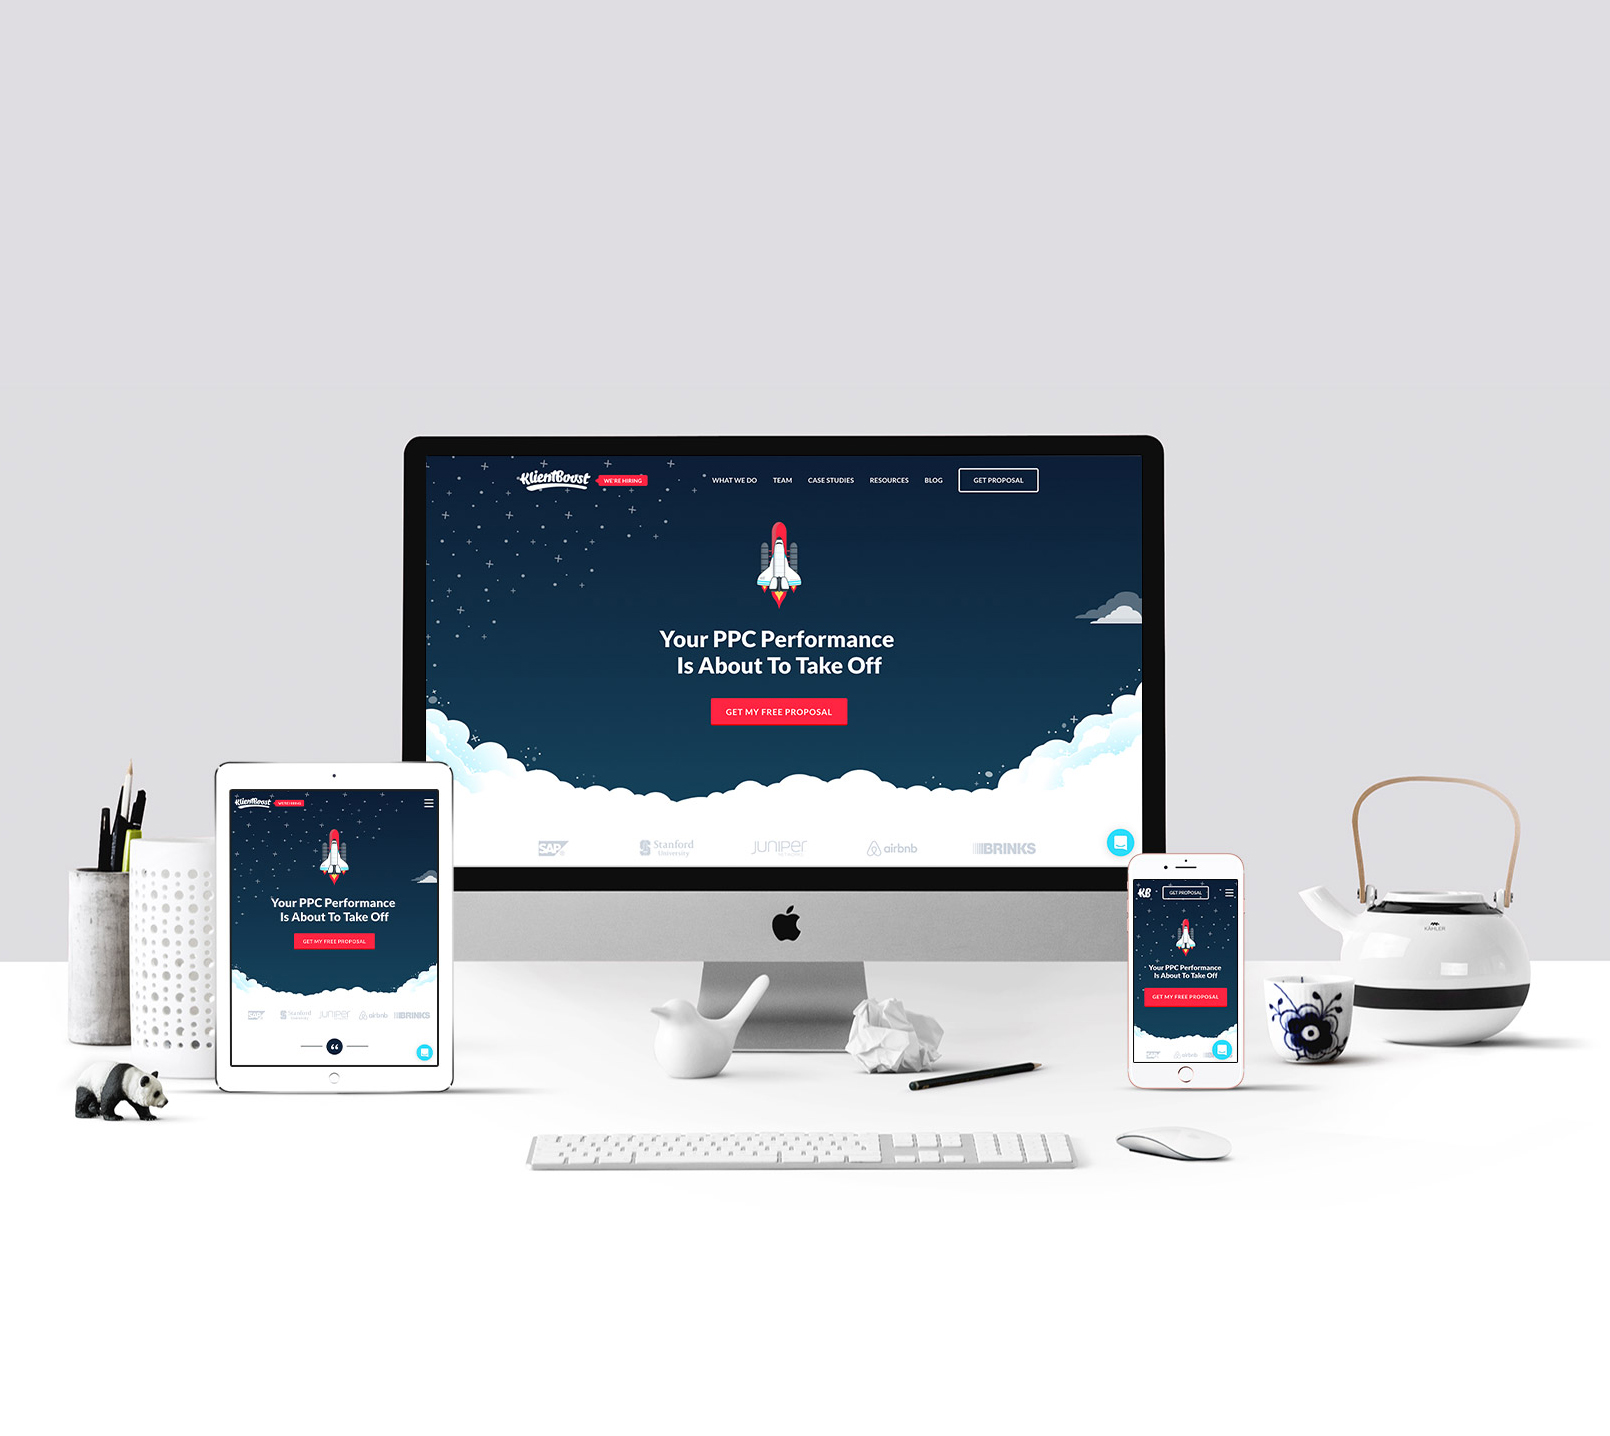 KlientBoost
WE'RE HIRING
WHAT WE DO
TEAM
CASE STUDIES
RESOURCES
BLOG
GET PROPOSAL
Your PPC Performance
Is About To Take Off
GET MY FREE PROPOSAL
SAP
Stanford
University
JUNIPER
airbnb
BRINKS
KlientBoost
WE'RE HIRING
Your PPC Performance
Is About To Take Off
GET MY FREE PROPOSAL
SAP
Stanford
JUNIPER
airbnb
BRINKS
KB
GET PROPOSAL
Your PPC Performance
Is About To Take Off
GET MY FREE PROPOSAL
SAP
airbnb
KÄHLER